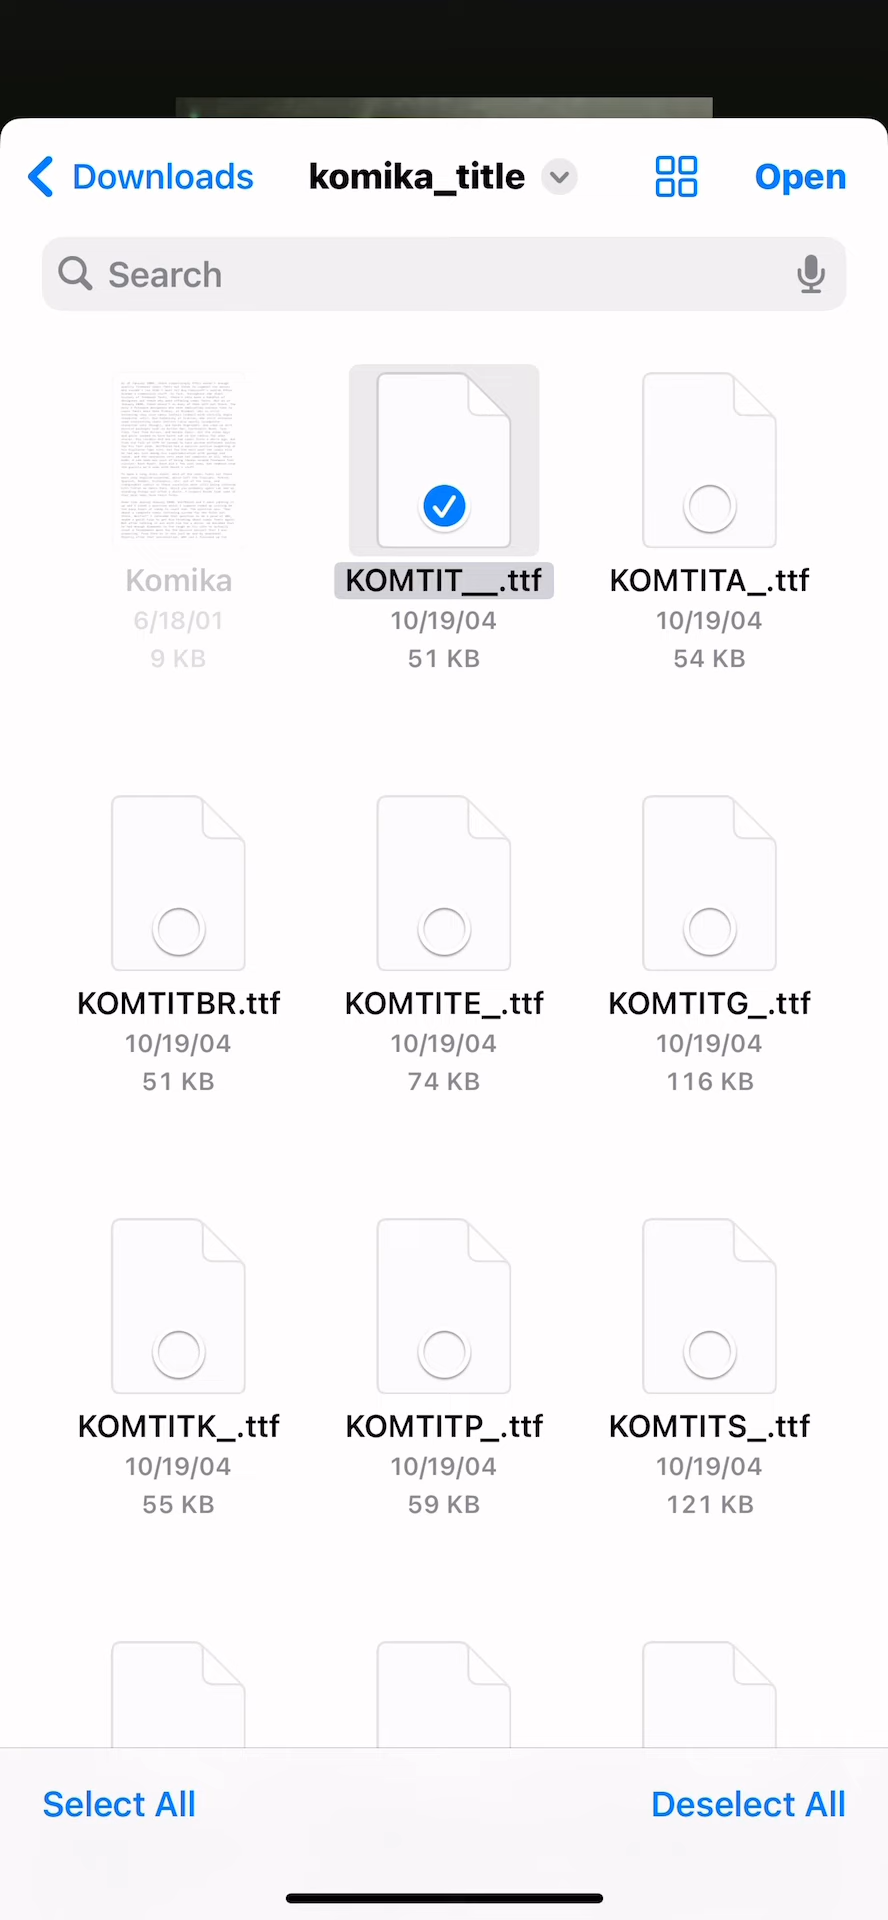 Downloads
komika_title
Open
Search
Komika
6/18/01
9 KB
KOMTIT__.ttf
10/19/04
51 KB
KOMTITA_.ttf
10/19/04
54 KB
KOMTITBR.ttf
10/19/04
51 KB
KOMTITE_.ttf
10/19/04
74 KB
KOMTITG_.ttf
10/19/04
116 KB
KOMTITK_.ttf
10/19/04
55 KB
KOMTITP_.ttf
10/19/04
59 KB
KOMTITS_.ttf
10/19/04
121 KB
Select All
Deselect All